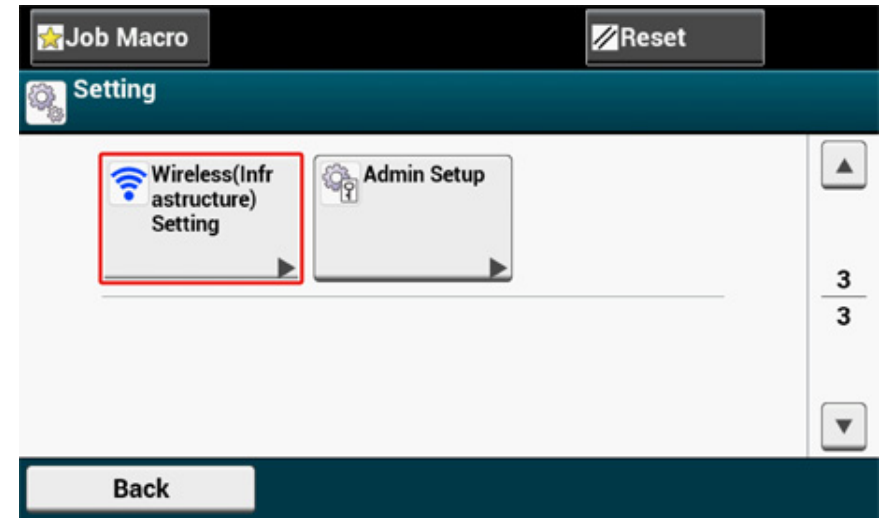 Job Macro
Reset
Setting
Wireless(Infr
astructure)
Setting
Admin Setup
3
3
Back